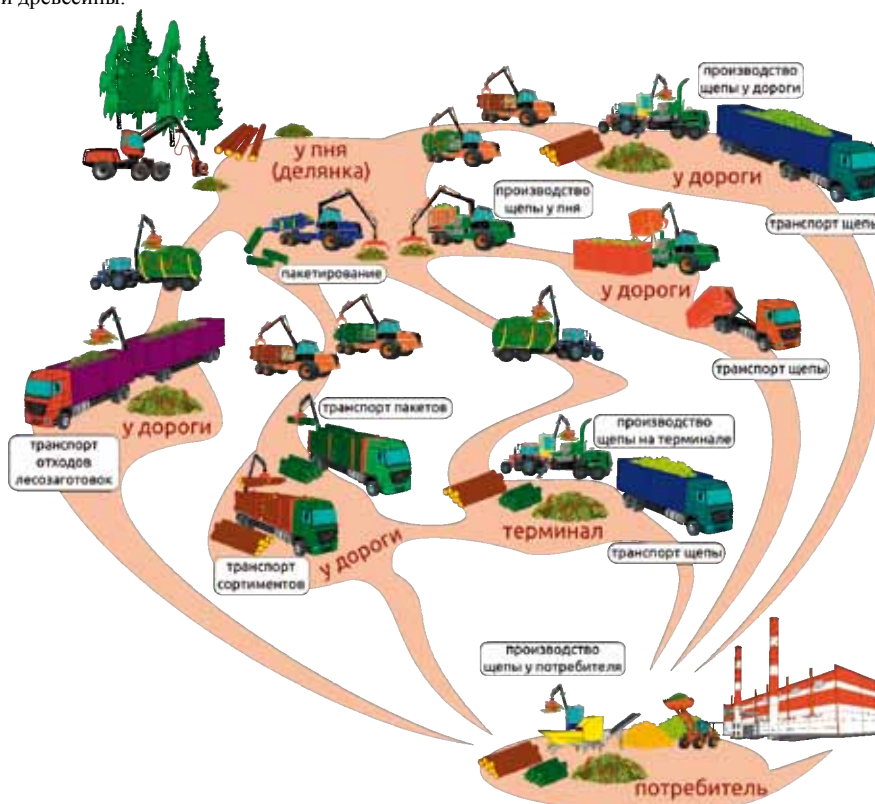 производство
щепы у дороги
у пня
(делянка)
у дороги
производство
щепы у пня
транспорт щепы
пакетирование
у дороги
транспорт щепы
транспорт пакетов
у дороги
производство
щепы на терминале
транспорт
отходов
лесозаготовок
терминал
у дороги
транспорт щепы
транспорт
сортиментов
производство
щепы у потребителя
потребитель